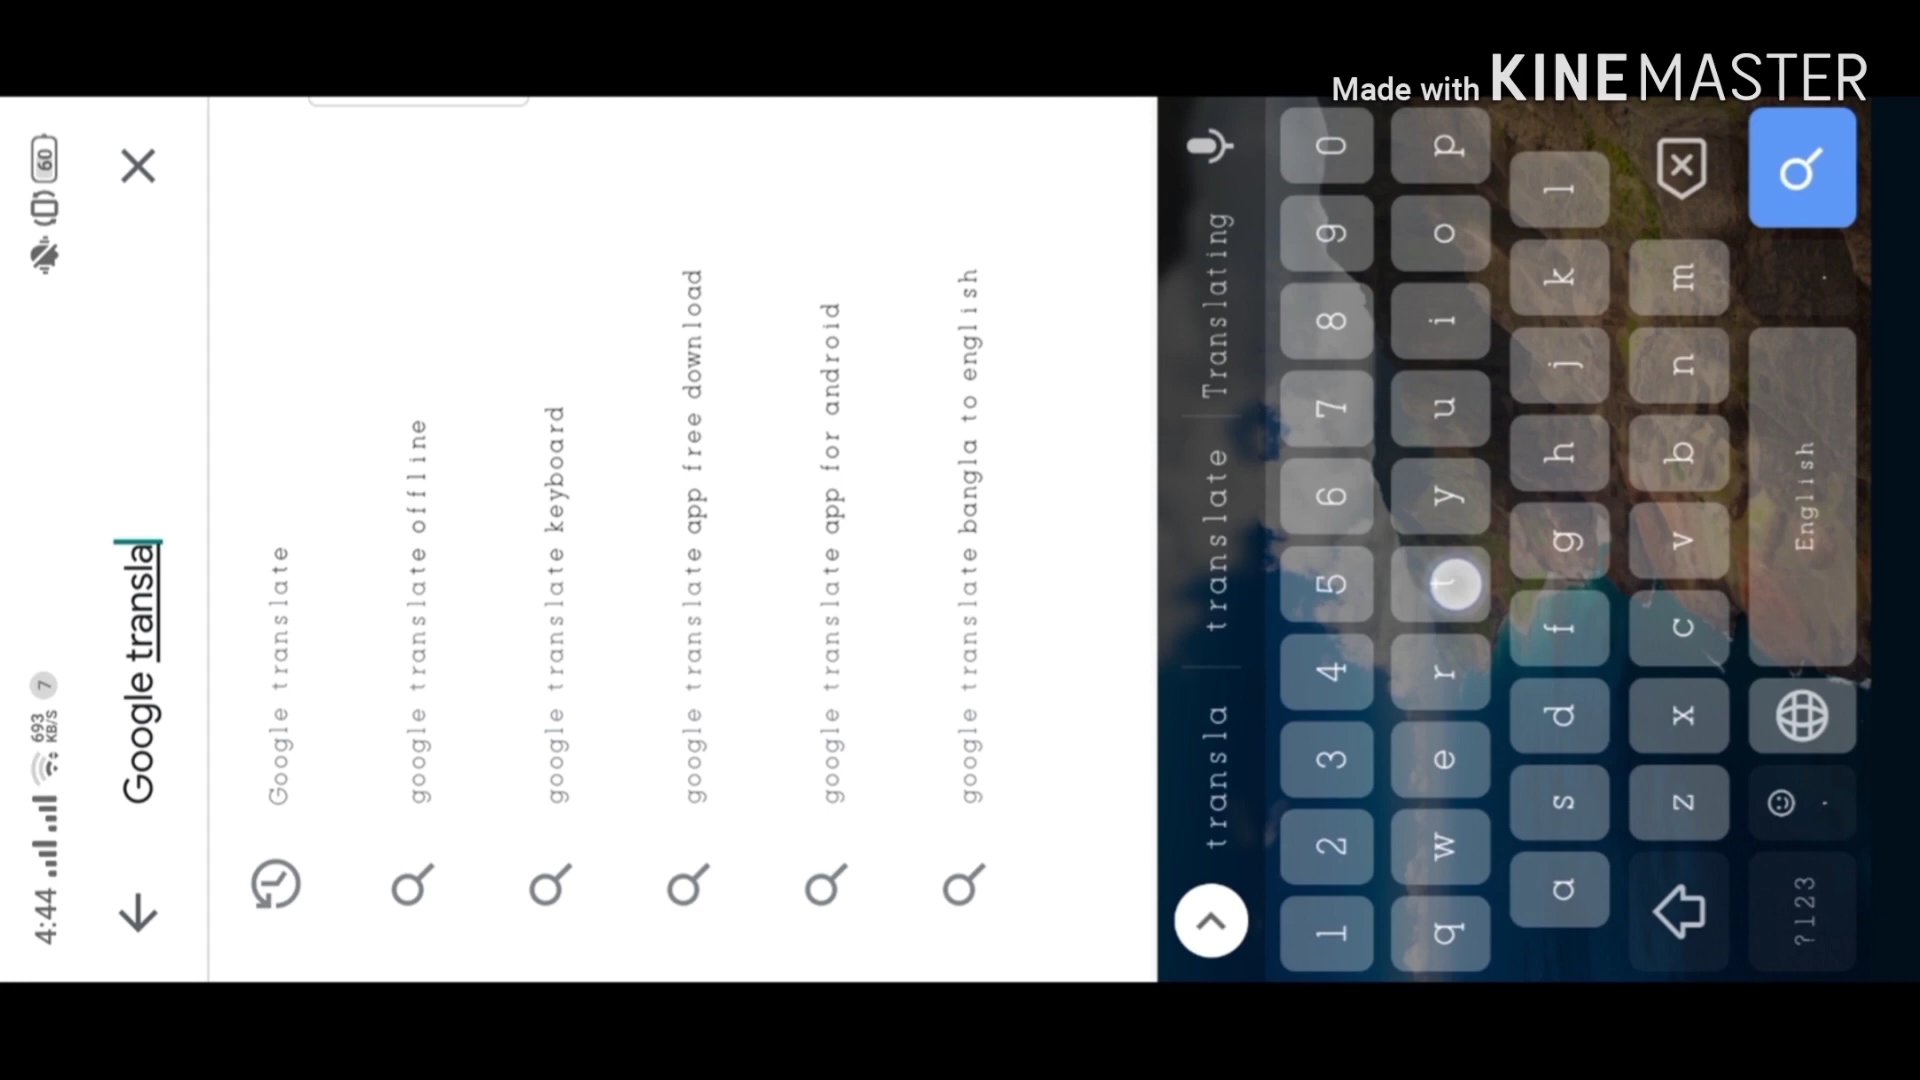 Made with KINEMASTER
4:44 693 KB/S 7 60
Google transla
Google translate
google translate offline
google translate keyboard
google translate app free download
google translate app for android
google translate bangla to english
transla translate Translating
1 2 3 4 5 6 7 8 9 0
q w e r t y u i o p
a s d f g h j k l
z x c v b n m
?123 , English .